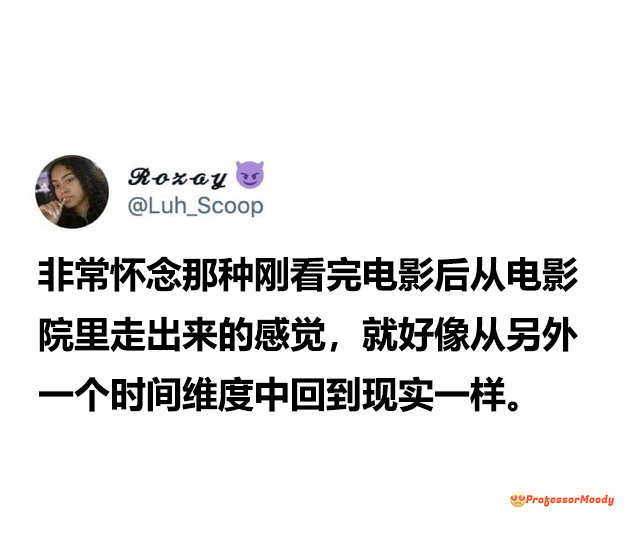 Rozay😈
@Luh_Scoop
非常怀念那种刚看完电影后从电影
院里走出来的感觉，就好像从另外
一个时间维度中回到现实一样。
ProfessorMoody